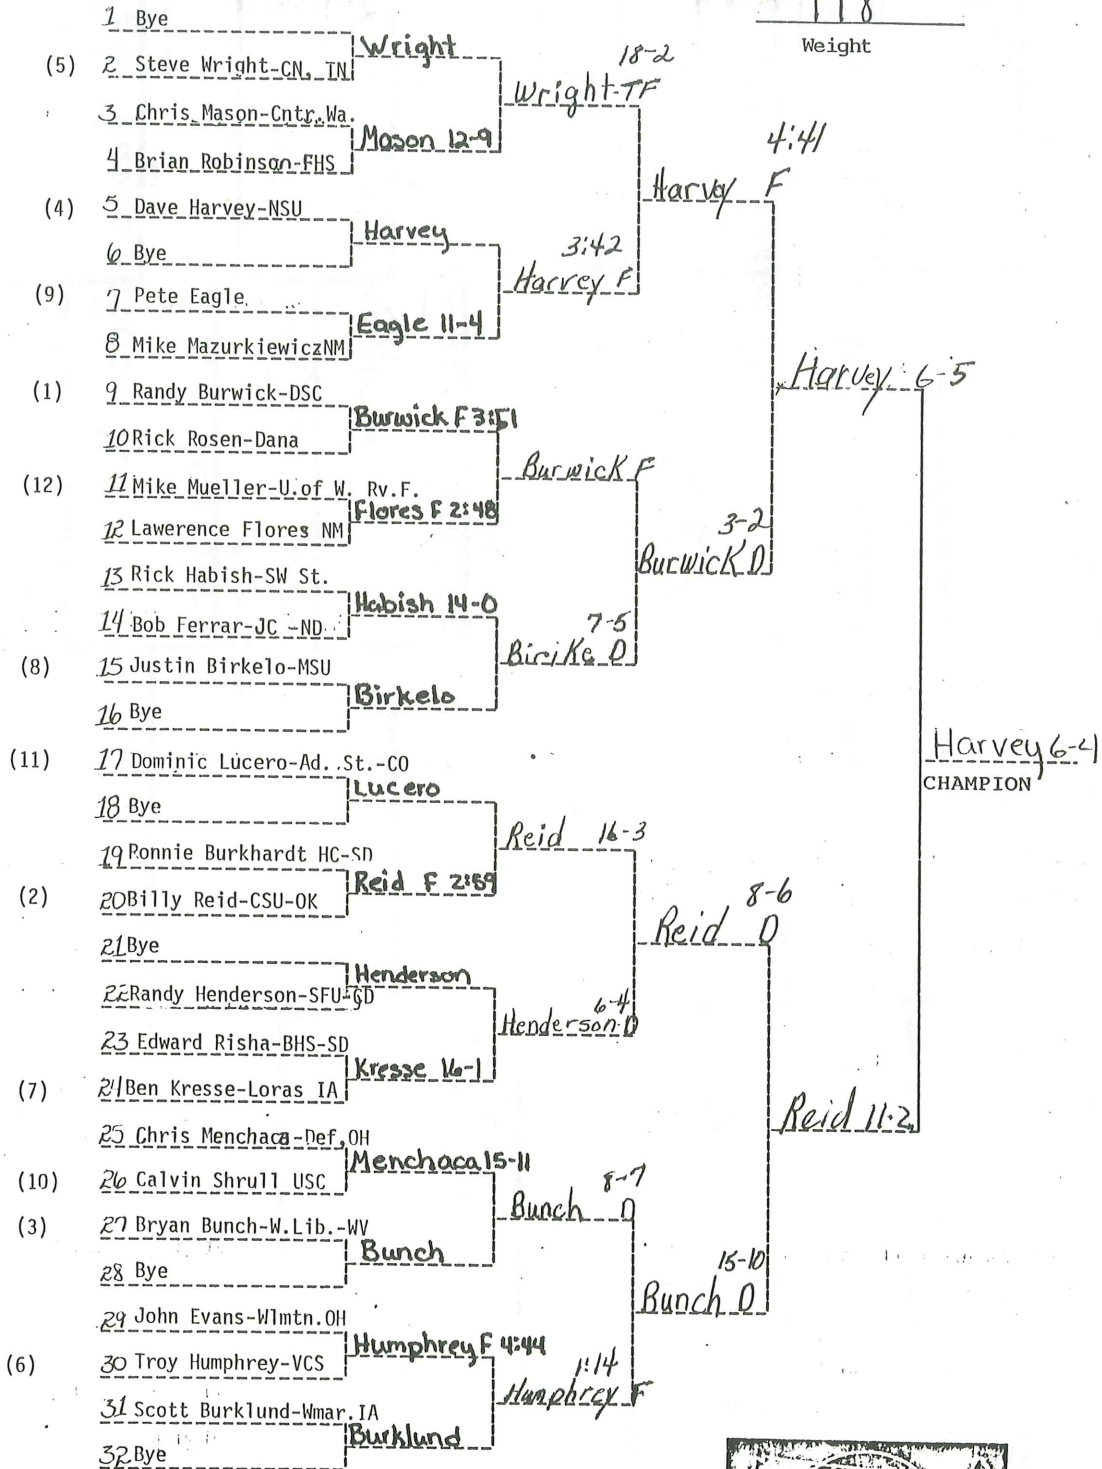 118
Weight
1 Bye
(5) 2 Steve Wright-CN, TN
Wright
3 Chris Mason-Cntr.Wa.
4 Brian Robinson-FHS
Mason 12-9
18-2
Wright-TF
(4) 5 Dave Harvey-NSU
6 Bye
Harvey
(9) 7 Pete Eagle
8 Mike MazurkiewiczNM
Eagle 11-4
3:42
Harvey F
4:41
Harvey F
(1) 9 Randy Burwick-DSC
10 Rick Rosen-Dana
Burwick F 3:51
(12) 11 Mike Mueller-U.of W. Rv.F.
12 Lawerence Flores NM
Flores F 2:48
Burwick F
13 Rick Habish-SW St.
14 Bob Ferrar-JC -ND
Habish 14-0
(8) 15 Justin Birkelo-MSU
16 Bye
Birkelo
7-5
Birike D
3-2
Burwick D
Harvey 6-5
(11) 17 Dominic Lucero-Ad. St.-CO
18 Bye
Lucero
19 Ronnie Burkhardt HC-SD
(2) 20 Billy Reid-CSU-OK
Reid F 2:59
Reid 16-3
21 Bye
22 Randy Henderson-SFU-CD
Henderson
23 Edward Risha-BHS-SD
(7) 24 Ben Kresse-Loras IA
Kresse 16-1
6-4
Henderson D
8-6
Reid D
25 Chris Menchaca-Def,OH
(10) 26 Calvin Shrull USC
Menchaca 15-11
(3) 27 Bryan Bunch-W.Lib.-WV
28 Bye
Bunch
8-7
Bunch D
29 John Evans-Wlmtn.OH
(6) 30 Troy Humphrey-VCS
Humphrey F 4:44
31 Scott Burklund-Wmar.IA
32 Bye
Burklund
1:14
Humphrey F
15-10
Bunch D
Reid 11-2
Harvey 6-4
CHAMPION